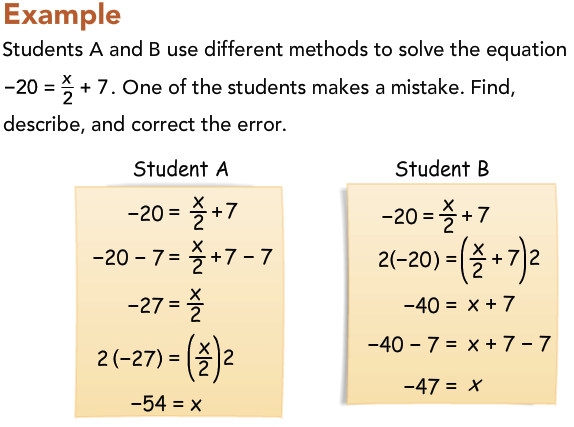 Example
Students A and B use different methods to solve the equation
−20 = x/2 + 7. One of the students makes a mistake. Find,
describe, and correct the error.
Student A
−20 = x/2 + 7
−20 − 7 = x/2 + 7 − 7
−27 = x/2
2(−27) = (x/2)2
−54 = x
Student B
−20 = x/2 + 7
2(−20) = (x/2 + 7)2
−40 = x + 7
−40 − 7 = x + 7 − 7
−47 = x